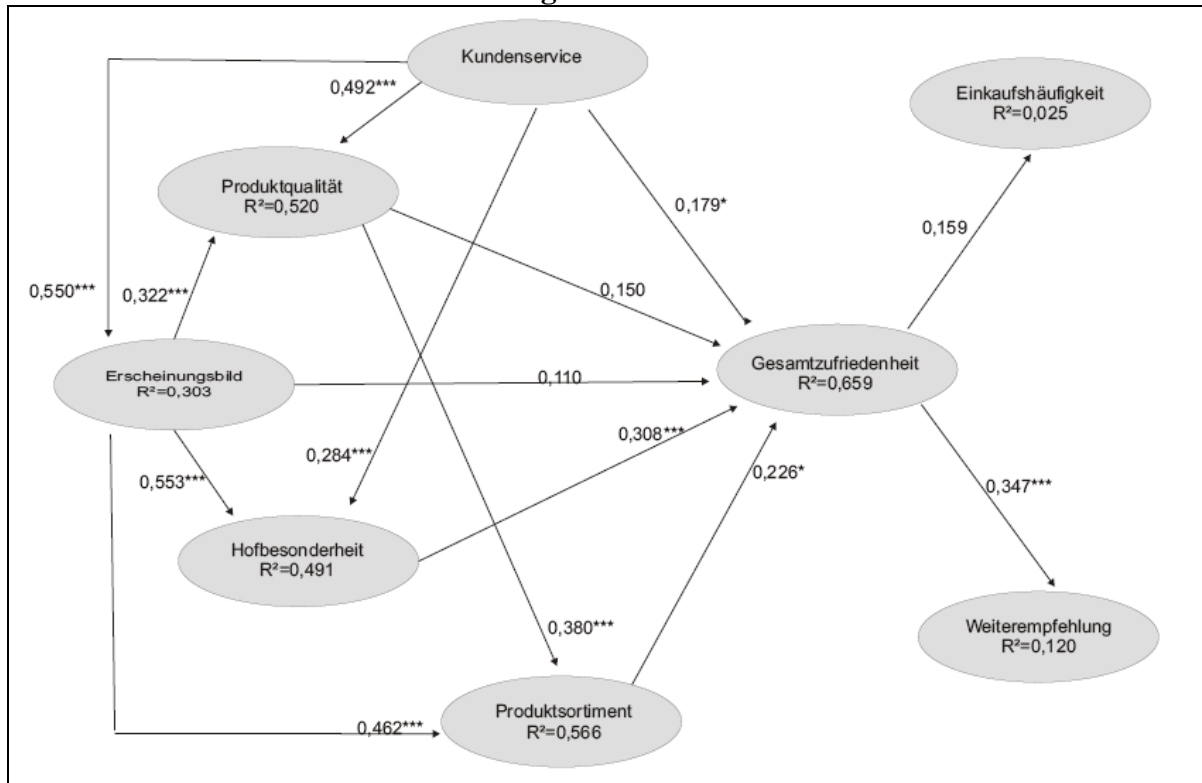 Kundenservice
0,492***
Einkaufshäufigkeit
R²=0,025
Produktqualität
R²=0,520
0,179*
0,159
0,550***
0,322***
0,150
Erscheinungsbild
R²=0,303
0,110
Gesamtzufriedenheit
R²=0,659
0,553***
0,284***
0,308***
0,226*
0,347***
Hofbesonderheit
R²=0,491
0,380***
Weiterempfehlung
R²=0,120
0,462***
Produktsortiment
R²=0,566